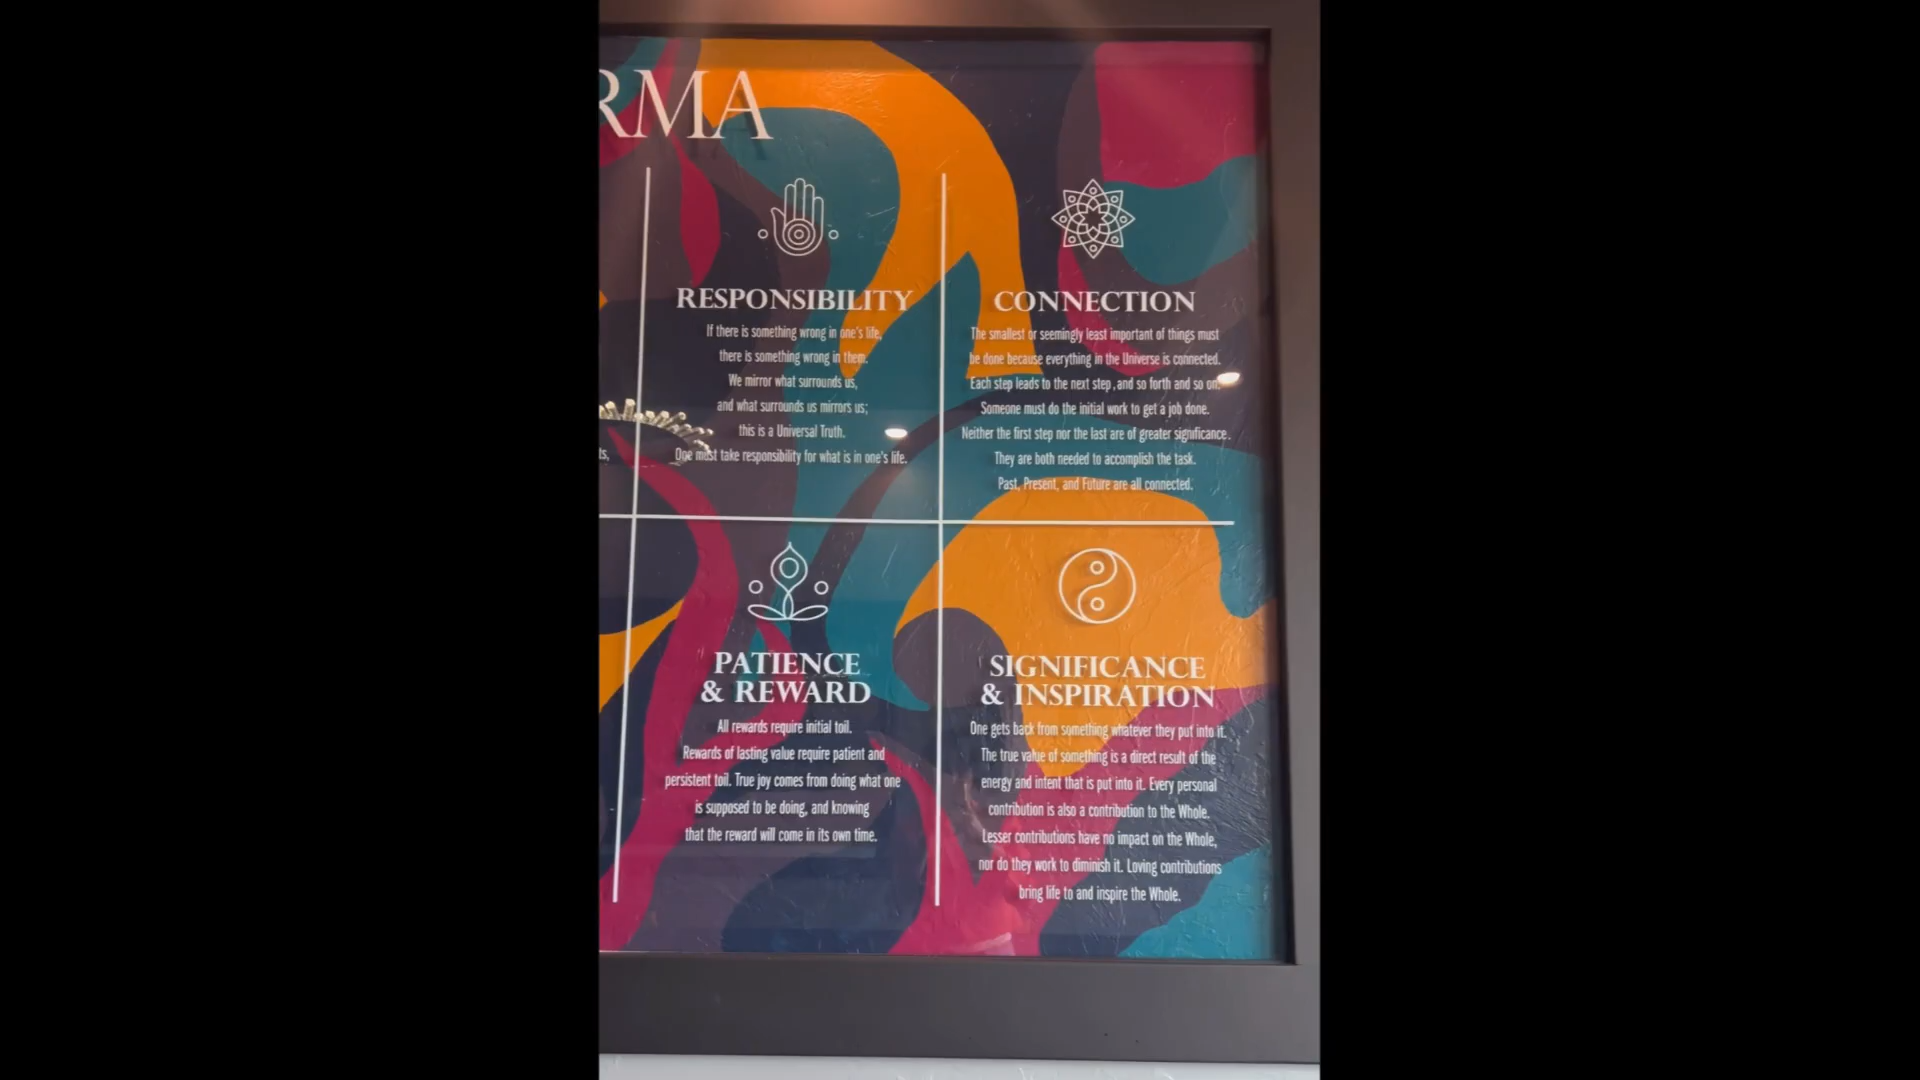 RMA
RESPONSIBILITY
If there is something wrong in one's life,
there is something wrong in them.
We mirror what surrounds us,
and what surrounds us mirrors us;
this is a Universal Truth.
One must take responsibility for what is in one's life.
CONNECTION
The smallest or seemingly least important of things must
be done because everything in the Universe is connected.
Each step leads to the next step, and so forth and so on.
Someone must do the initial work to get a job done.
Neither the first step nor the last are of greater significance.
They are both needed to accomplish the task.
Past, Present, and Future are all connected.
ts,
PATIENCE
& REWARD
All rewards require initial toil.
Rewards of lasting value require patient and
persistent toil. True joy comes from doing what one
is supposed to be doing, and knowing
that the reward will come in its own time.
SIGNIFICANCE
& INSPIRATION
One gets back from something whatever they put into it.
The true value of something is a direct result of the
energy and intent that is put into it. Every personal
contribution is also a contribution to the Whole.
Lesser contributions have no impact on the Whole,
nor do they work to diminish it. Loving contributions
bring life to and inspire the Whole.